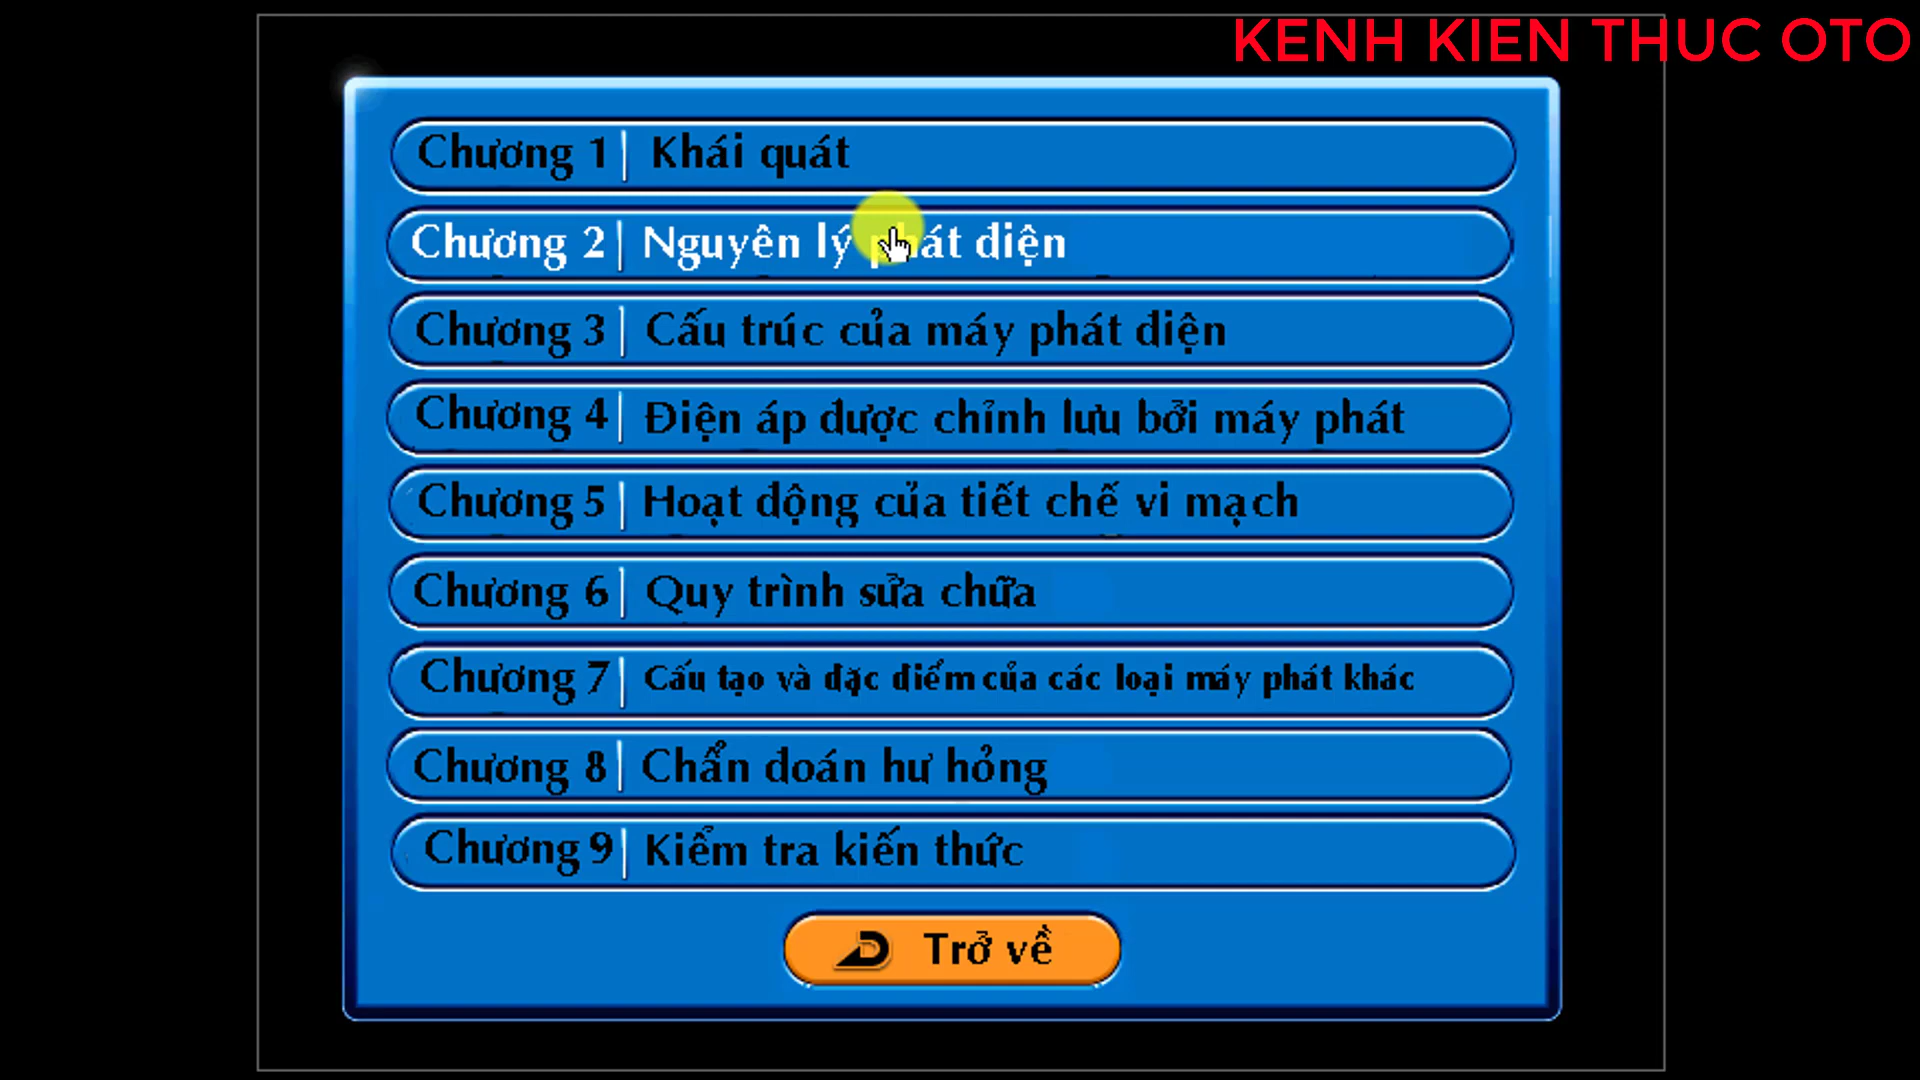 KENH KIEN THUC OTO
Chương 1 | Khái quát
Chương 2 | Nguyên lý phát điện
Chương 3 | Cấu trúc của máy phát điện
Chương 4 | Điện áp được chỉnh lưu bởi máy phát
Chương 5 | Hoạt động của tiết chế vi mạch
Chương 6 | Quy trình sửa chữa
Chương 7 | Cấu tạo và đặc điểm của các loại máy phát khác
Chương 8 | Chẩn đoán hư hỏng
Chương 9 | Kiểm tra kiến thức
Trở về